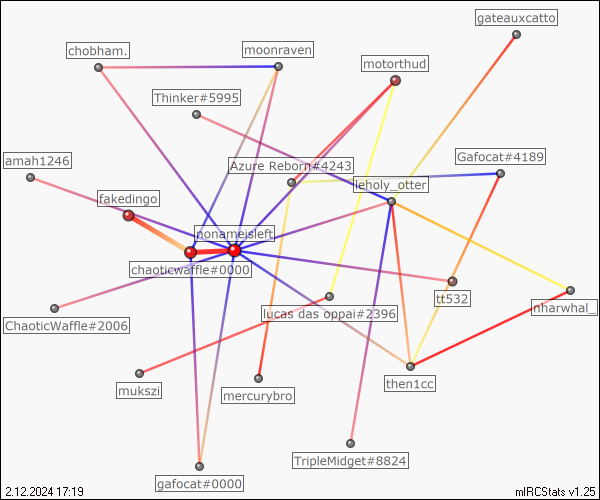 gateauxcatto
chobham.
moonraven
motorthud
Thinker#5995
amah1246
Azure Reborn#4243
Gafocat#4189
leholy_otter
fakedingo
nonameisleft
chaoticwaffle#0000
tt532
nharwhal_
ChaoticWaffle#2006
lucas das oppai#2396
mukszi
mercurybro
then1cc
TripleMidget#8824
gafocat#0000
2.12.2024 17:19
mIRCStats v1.25